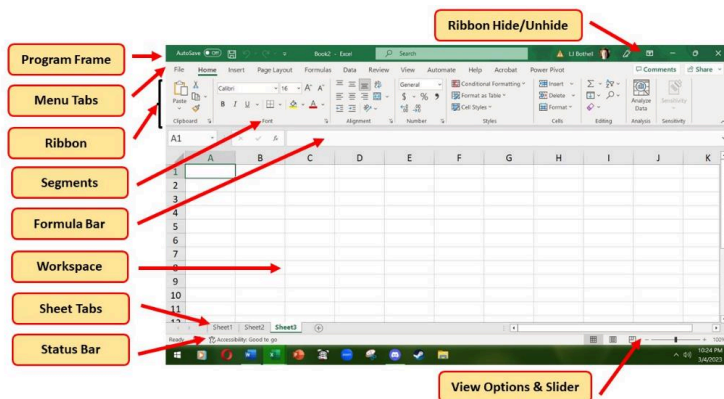 Ribbon Hide/Unhide
Program Frame
AutoSave Off Book2 - Excel Search LJ Bothell
Menu Tabs
File Home Insert Page Layout Formulas Data Review View Automate Help Acrobat Power Pivot Comments Share
Ribbon
Paste Calibri 16 A A General Conditional Formatting Insert
B I U A $ % 9 Format as Table Delete Analyze Sensitivity
Cell Styles Format Data
Clipboard Font Alignment Number Styles Cells Editing Analysis Sensitivity
Segments
A1 fx
A B C D E F G H I J K
Formula Bar
1
2
3
4
5
6
7
Workspace
8
9
10
11
12
Sheet Tabs
Sheet1 Sheet2 Sheet3
Status Bar
Ready Accessibility: Good to go 100%
10:24 PM
3/4/2023
View Options & Slider